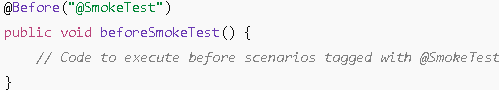 @Before("@SmokeTest")
public void beforeSmokeTest() {
// Code to execute before scenarios tagged with @SmokeTest
}